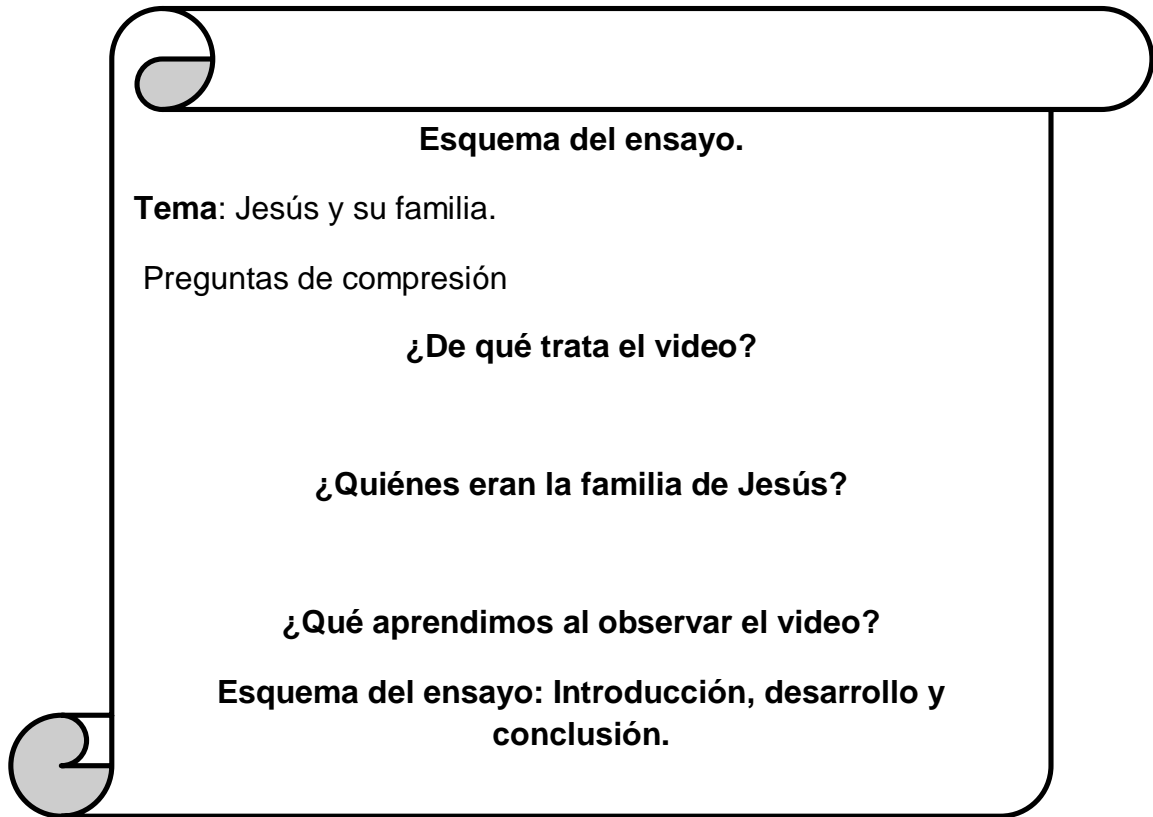 Esquema del ensayo.
Tema: Jesús y su familia.
Preguntas de compresión
¿De qué trata el video?
¿Quiénes eran la familia de Jesús?
¿Qué aprendimos al observar el video?
Esquema del ensayo: Introducción, desarrollo y
conclusión.